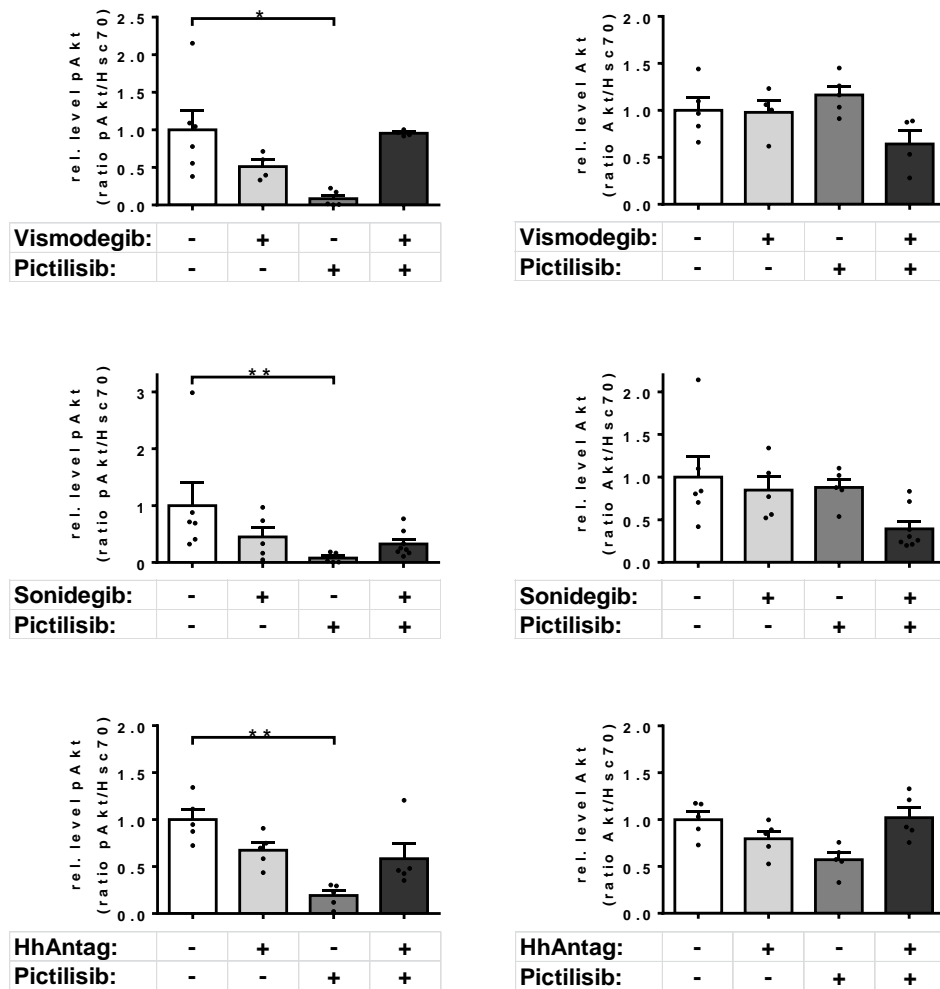 rel. level pAkt
(ratio pAkt/Hsc70)
2.5
2.0
1.5
1.0
0.5
0.0
*
Vismodegib: - + - +
Pictilisib: - - + +
rel. level Akt
(ratio Akt/Hsc70)
2.0
1.5
1.0
0.5
0.0
Vismodegib: - + - +
Pictilisib: - - + +
rel. level pAkt
(ratio pAkt/Hsc70)
3
2
1
0
**
Sonidegib: - + - +
Pictilisib: - - + +
rel. level Akt
(ratio Akt/Hsc70)
2.0
1.5
1.0
0.5
0.0
Sonidegib: - + - +
Pictilisib: - - + +
rel. level pAkt
(ratio pAkt/Hsc70)
2.0
1.5
1.0
0.5
0.0
**
HhAntag: - + - +
Pictilisib: - - + +
rel. level Akt
(ratio Akt/Hsc70)
2.0
1.5
1.0
0.5
0.0
HhAntag: - + - +
Pictilisib: - - + +